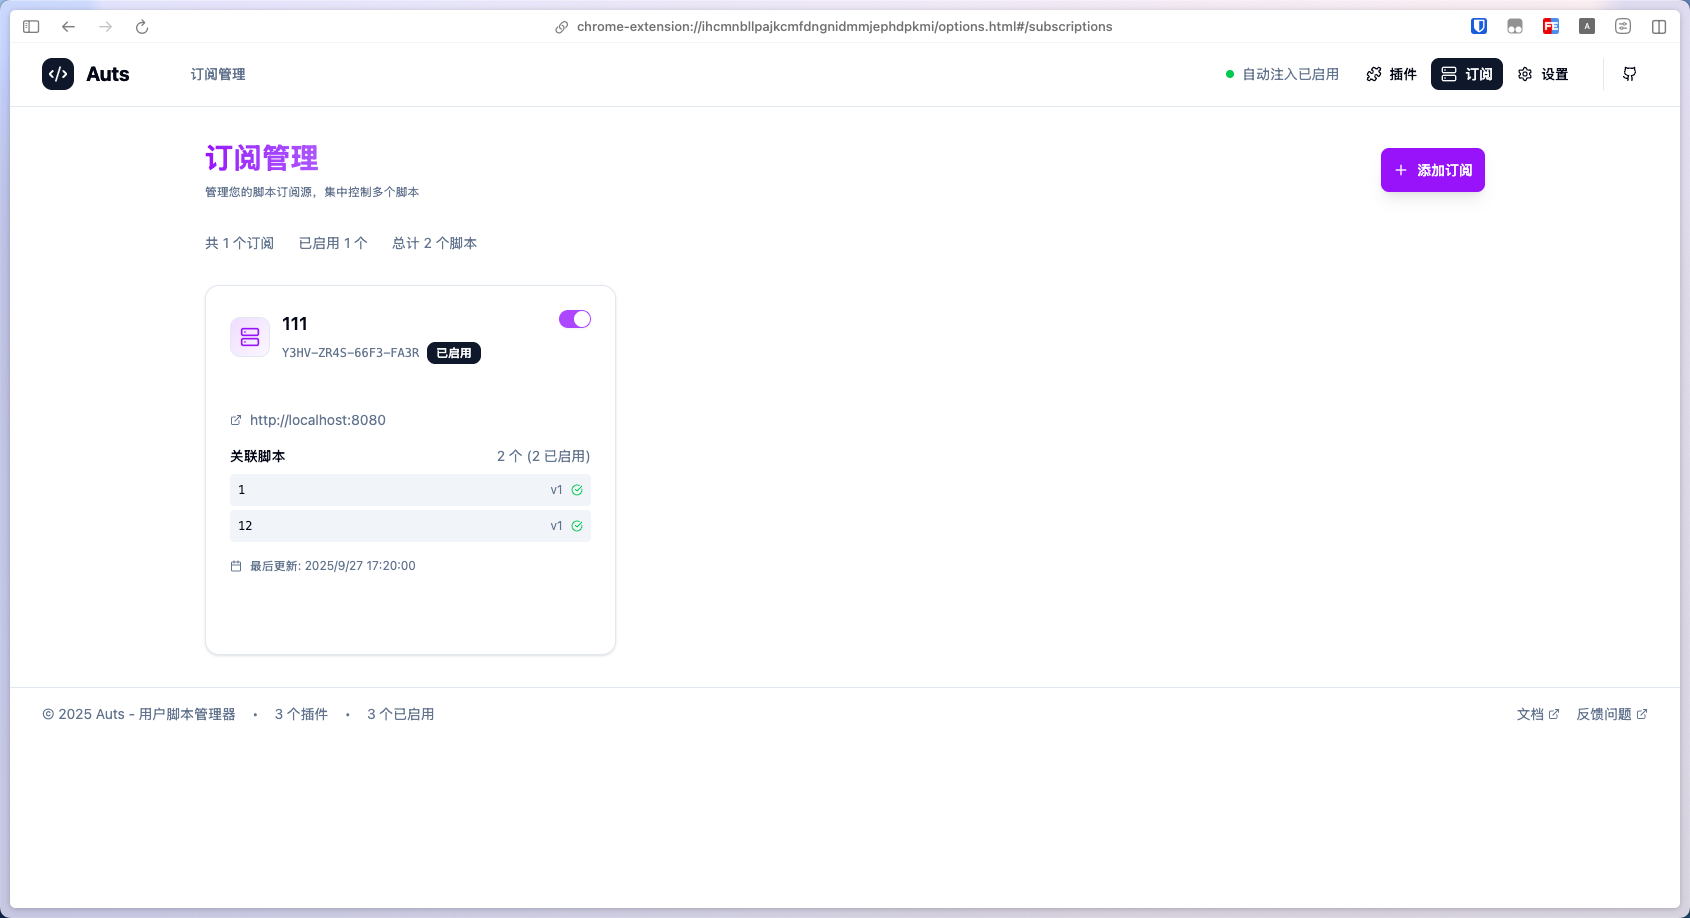 chrome-extension://ihcmnbllpajkcmfdngnidmmjephdpkmi/options.html#/subscriptions
FE
A
</> Auts 订阅管理 自动注入已启用 插件 订阅 设置
订阅管理
+ 添加订阅
管理您的脚本订阅源，集中控制多个脚本
共 1 个订阅 已启用 1 个 总计 2 个脚本
111
Y3HV-ZR4S-66F3-FA3R 已启用
http://localhost:8080
关联脚本 2 个 (2 已启用)
1 v1
12 v1
最后更新: 2025/9/27 17:20:00
© 2025 Auts - 用户脚本管理器 • 3 个插件 • 3 个已启用 文档 反馈问题